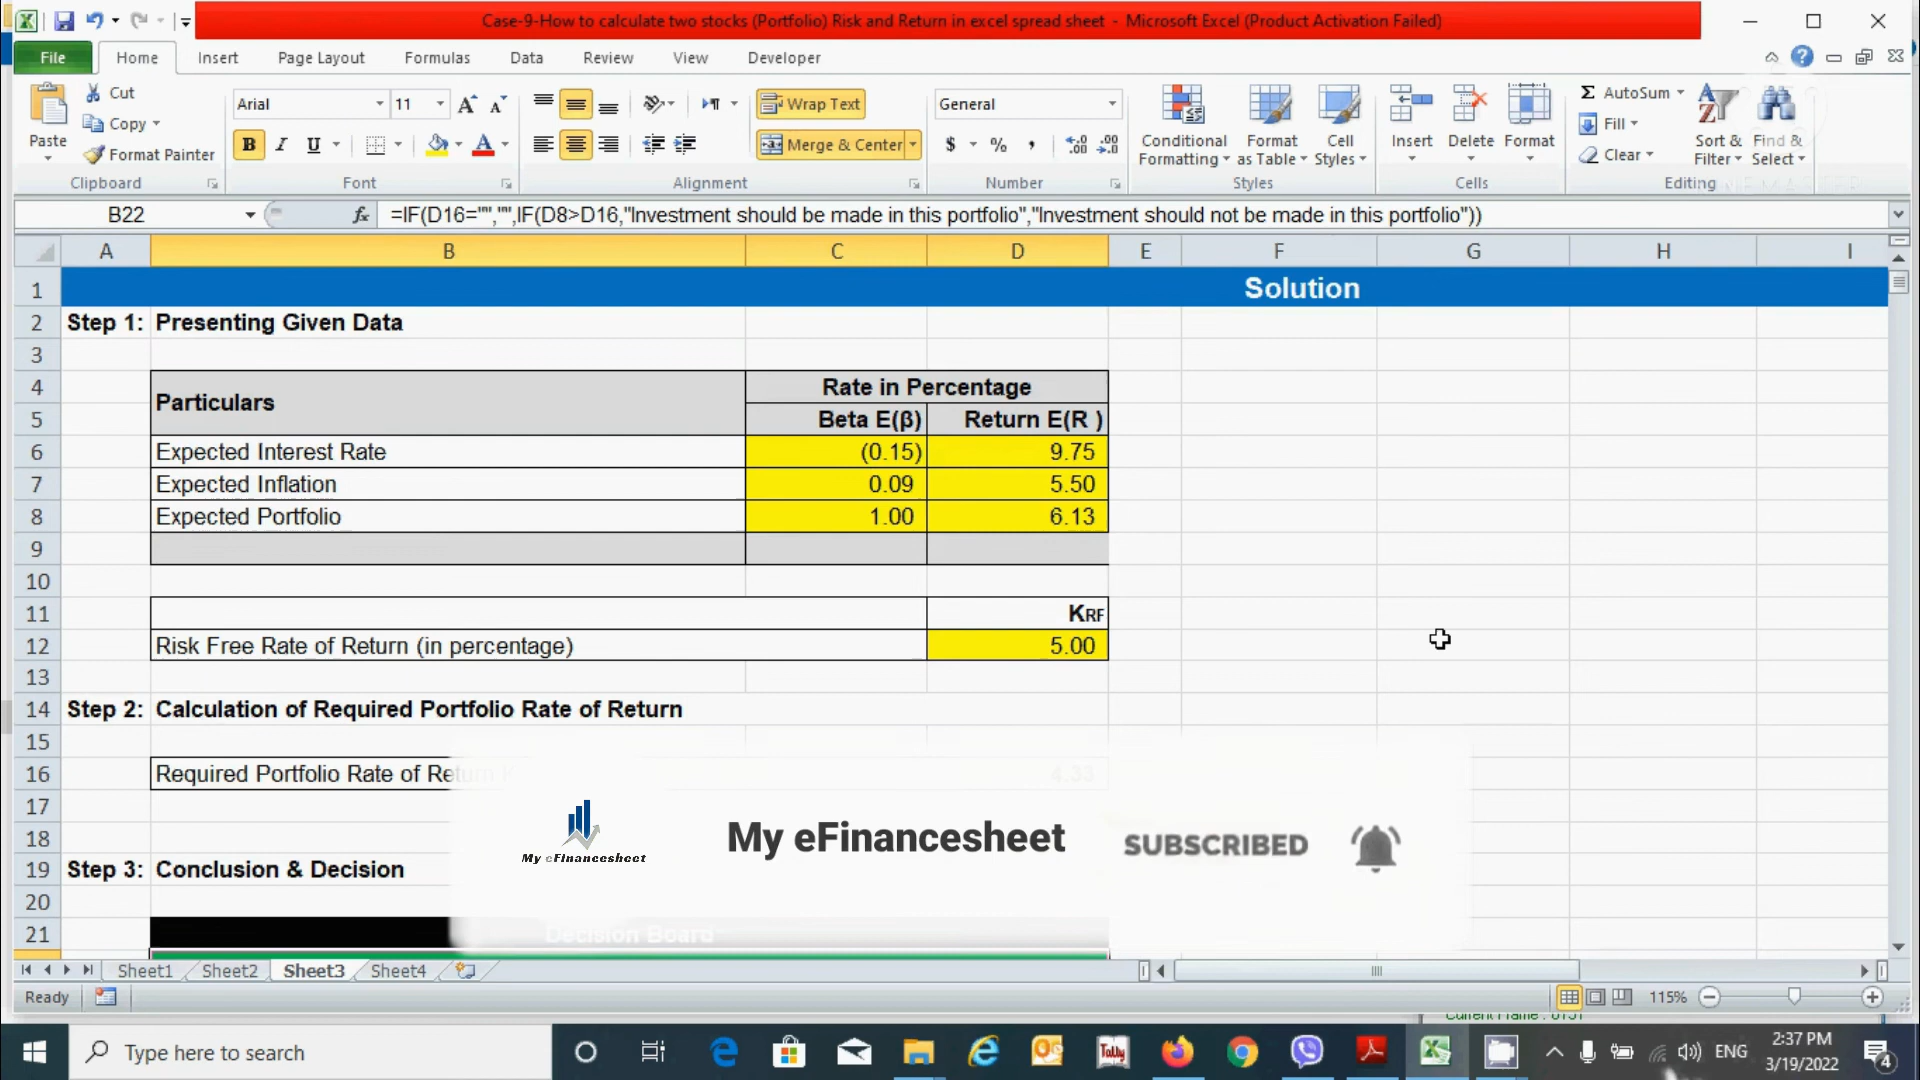 Case-9-How to calculate two stocks (Portfolio) Risk and Return in excel spread sheet - Microsoft Excel (Product Activation Failed)
File Home Insert Page Layout Formulas Data Review View Developer
Paste Cut Copy Format Painter Clipboard
Arial 11 B I U A A A Font
Wrap Text Merge & Center Alignment
General $ % , Number
Conditional Formatting Format as Table Cell Styles Styles
Insert Delete Format Cells
Σ AutoSum Fill Clear Sort & Filter Find & Select Editing
B22 fx =IF(D16="","",IF(D8>D16,"Investment should be made in this portfolio","Investment should not be made in this portfolio"))
A B C D E F G H I
1 Solution
2 Step 1: Presenting Given Data
3
4 Particulars Rate in Percentage
5 Beta E(β) Return E(R )
6 Expected Interest Rate (0.15) 9.75
7 Expected Inflation 0.09 5.50
8 Expected Portfolio 1.00 6.13
9
10
11 KRF
12 Risk Free Rate of Return (in percentage) 5.00
13
14 Step 2: Calculation of Required Portfolio Rate of Return
15
16 Required Portfolio Rate of Return 4.33
17
18
My eFinancesheet
My eFinancesheet SUBSCRIBED
19 Step 3: Conclusion & Decision
20
21 Decision Board
Sheet1 Sheet2 Sheet3 Sheet4
Ready 115%
Type here to search
Tally
ENG
2:37 PM
3/19/2022
4